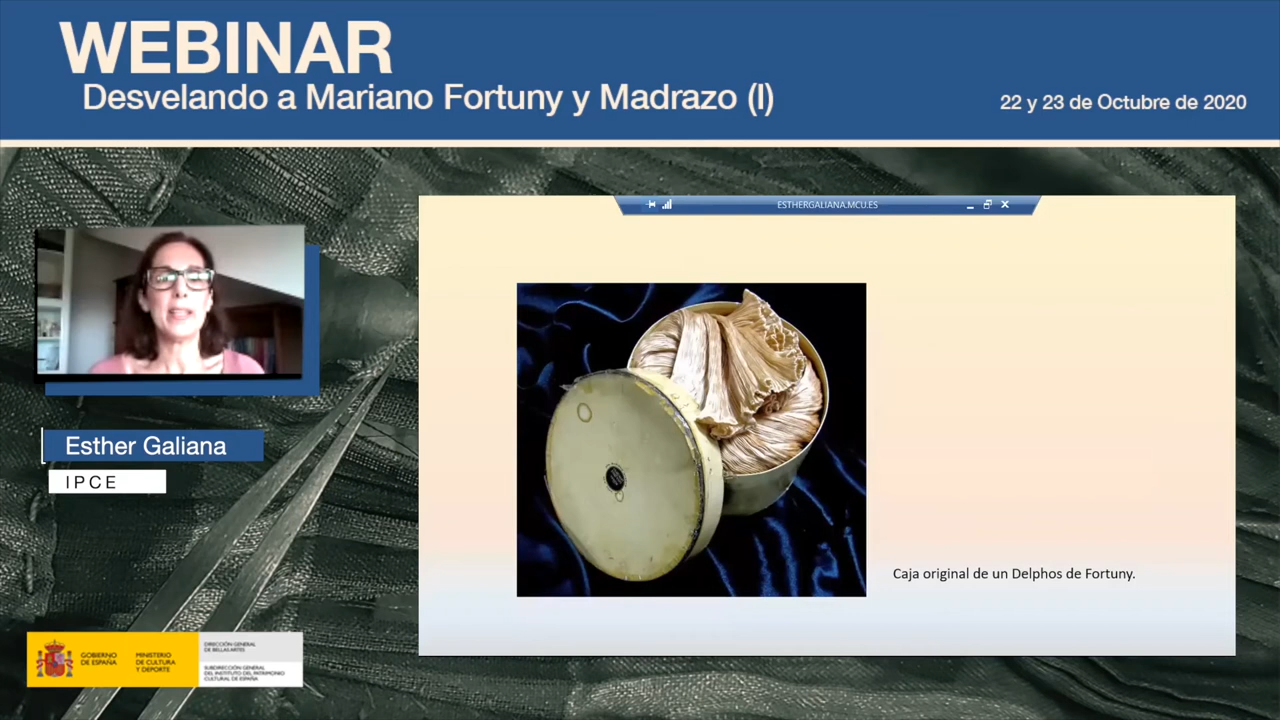 WEBINAR
Desvelando a Mariano Fortuny y Madrazo (I)
22 y 23 de Octubre de 2020
ESTHERGALIANA.MCU.ES
Caja original de un Delphos de Fortuny.
Esther Galiana
IPCE
GOBIERNO
DE ESPAÑA
MINISTERIO
DE CULTURA
Y DEPORTE
DIRECCIÓN GENERAL
DE BELLAS ARTES
SUBDIRECCIÓN GENERAL
DEL INSTITUTO DEL PATRIMONIO
CULTURAL DE ESPAÑA